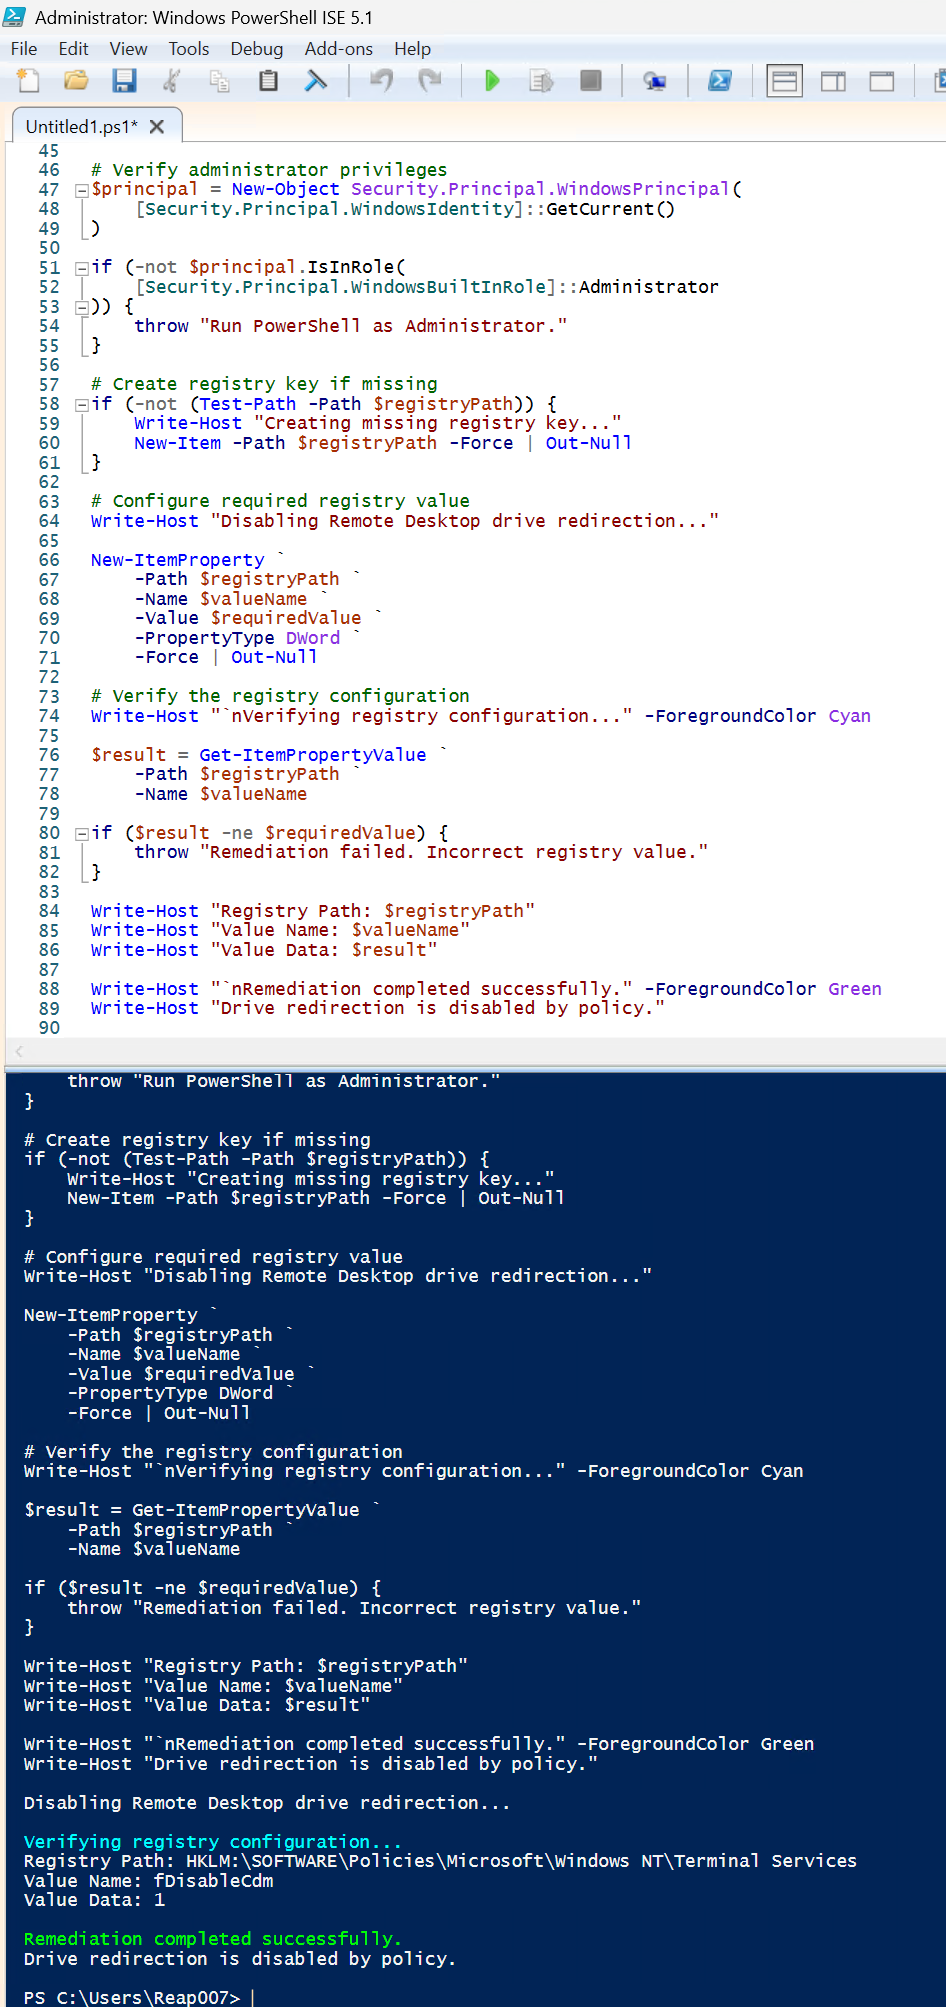 Administrator: Windows PowerShell ISE 5.1
File Edit View Tools Debug Add-ons Help
Untitled1.ps1*
45
46 # Verify administrator privileges
47 $principal = New-Object Security.Principal.WindowsPrincipal(
48     [Security.Principal.WindowsIdentity]::GetCurrent()
49 )
50
51 if (-not $principal.IsInRole(
52     [Security.Principal.WindowsBuiltInRole]::Administrator
53 )) {
54     throw "Run PowerShell as Administrator."
55 }
56
57 # Create registry key if missing
58 if (-not (Test-Path -Path $registryPath)) {
59     Write-Host "Creating missing registry key..."
60     New-Item -Path $registryPath -Force | Out-Null
61 }
62
63 # Configure required registry value
64 Write-Host "Disabling Remote Desktop drive redirection..."
65
66 New-ItemProperty `
67     -Path $registryPath `
68     -Name $valueName `
69     -Value $requiredValue `
70     -PropertyType DWord `
71     -Force | Out-Null
72
73 # Verify the registry configuration
74 Write-Host "`nVerifying registry configuration..." -ForegroundColor Cyan
75
76 $result = Get-ItemPropertyValue `
77     -Path $registryPath `
78     -Name $valueName
79
80 if ($result -ne $requiredValue) {
81     throw "Remediation failed. Incorrect registry value."
82 }
83
84 Write-Host "Registry Path: $registryPath"
85 Write-Host "Value Name: $valueName"
86 Write-Host "Value Data: $result"
87
88 Write-Host "`nRemediation completed successfully." -ForegroundColor Green
89 Write-Host "Drive redirection is disabled by policy."
90
    throw "Run PowerShell as Administrator."
}
# Create registry key if missing
if (-not (Test-Path -Path $registryPath)) {
    Write-Host "Creating missing registry key..."
    New-Item -Path $registryPath -Force | Out-Null
}
# Configure required registry value
Write-Host "Disabling Remote Desktop drive redirection..."
New-ItemProperty `
    -Path $registryPath `
    -Name $valueName `
    -Value $requiredValue `
    -PropertyType DWord `
    -Force | Out-Null
# Verify the registry configuration
Write-Host "`nVerifying registry configuration..." -ForegroundColor Cyan
$result = Get-ItemPropertyValue `
    -Path $registryPath `
    -Name $valueName
if ($result -ne $requiredValue) {
    throw "Remediation failed. Incorrect registry value."
}
Write-Host "Registry Path: $registryPath"
Write-Host "Value Name: $valueName"
Write-Host "Value Data: $result"
Write-Host "`nRemediation completed successfully." -ForegroundColor Green
Write-Host "Drive redirection is disabled by policy."
Disabling Remote Desktop drive redirection...
Verifying registry configuration...
Registry Path: HKLM:\SOFTWARE\Policies\Microsoft\Windows NT\Terminal Services
Value Name: fDisableCdm
Value Data: 1
Remediation completed successfully.
Drive redirection is disabled by policy.
PS C:\Users\Reap007>